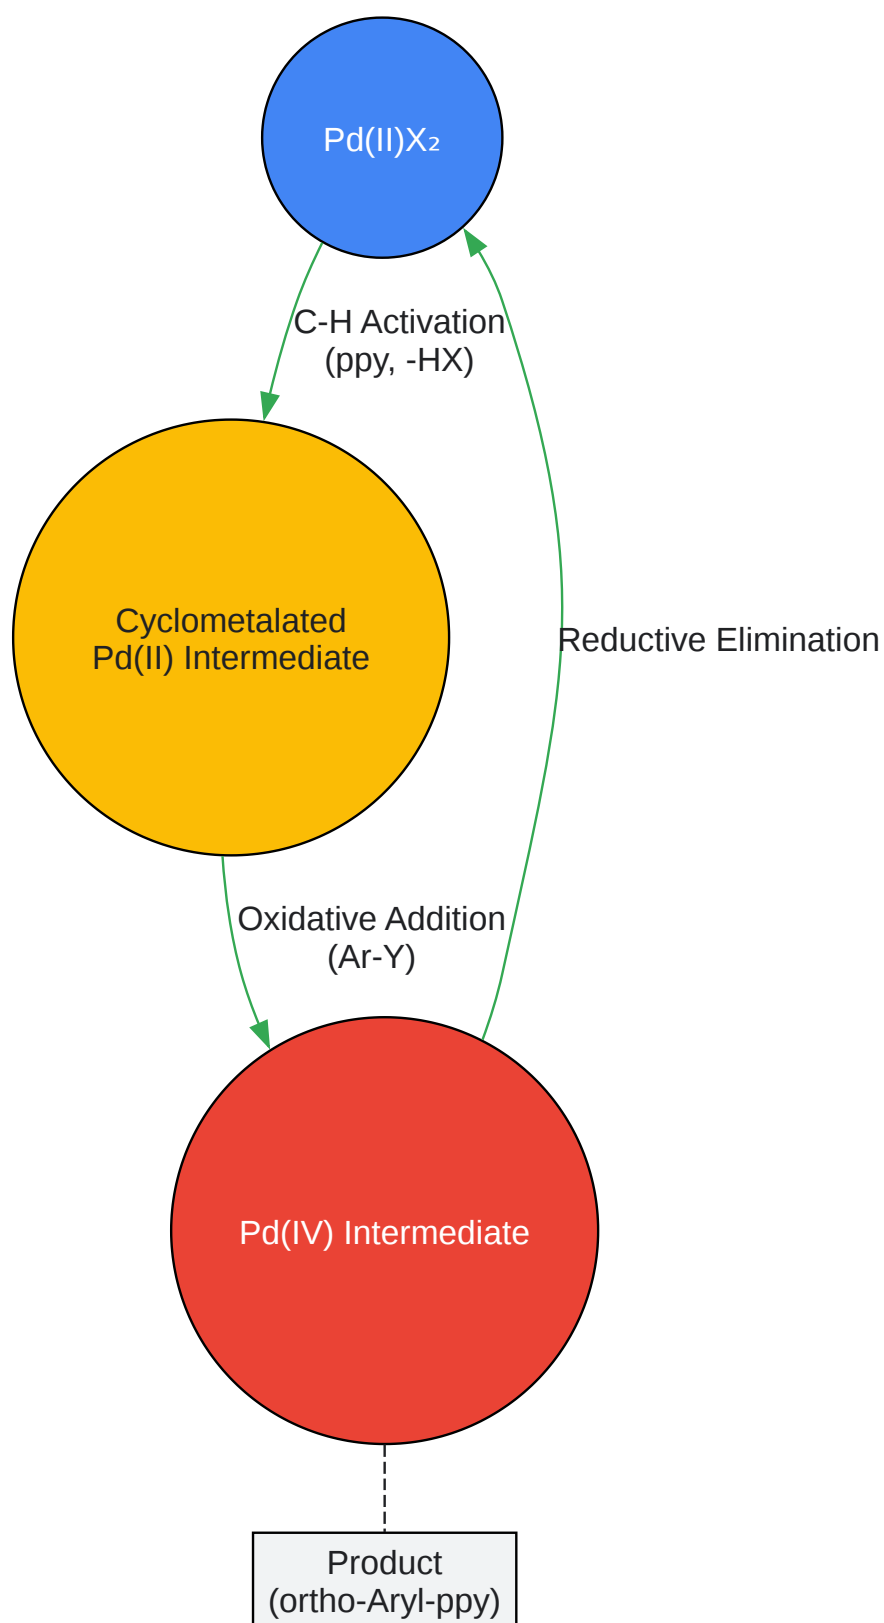 Pd(II)X₂
C-H Activation
(ppy, -HX)
Cyclometalated
Pd(II) Intermediate
Reductive Elimination
Oxidative Addition
(Ar-Y)
Pd(IV) Intermediate
Product
(ortho-Aryl-ppy)